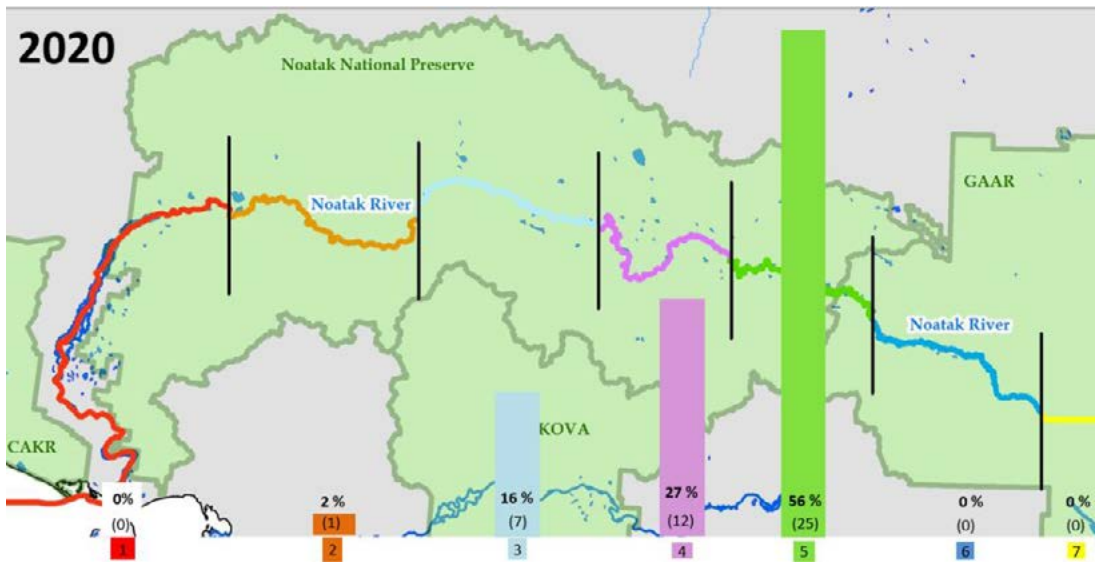 2020
Noatak National Preserve
GAAR
Noatak River
Noatak River
CAKR
KOVA
0% 2 % 16 % 27 % 56 % 0 % 0 %
(0) (1) (7) (12) (25) (0) (0)
1 2 3 4 5 6 7